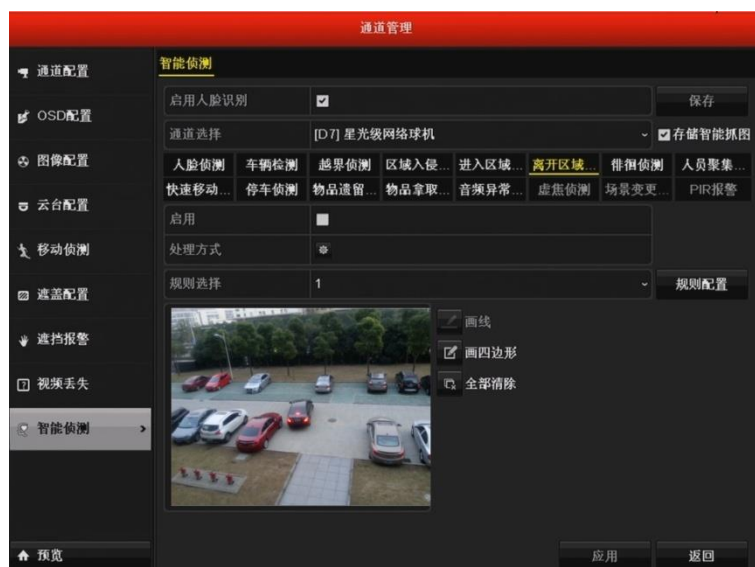 通道管理
通道配置
OSD配置
图像配置
云台配置
移动侦测
遮盖配置
遮挡报警
视频丢失
智能侦测
预览
智能侦测
启用人脸识别
保存
通道选择 [D7] 星光级网络球机
存储智能抓图
人脸侦测 车辆检测 越界侦测 区域入侵... 进入区域... 离开区域... 徘徊侦测 人员聚集...
快速移动... 停车侦测 物品遗留... 物品拿取... 音频异常... 虚焦侦测 场景变更... PIR报警
启用
处理方式
规则选择 1
规则配置
画线
画四边形
全部清除
应用 返回